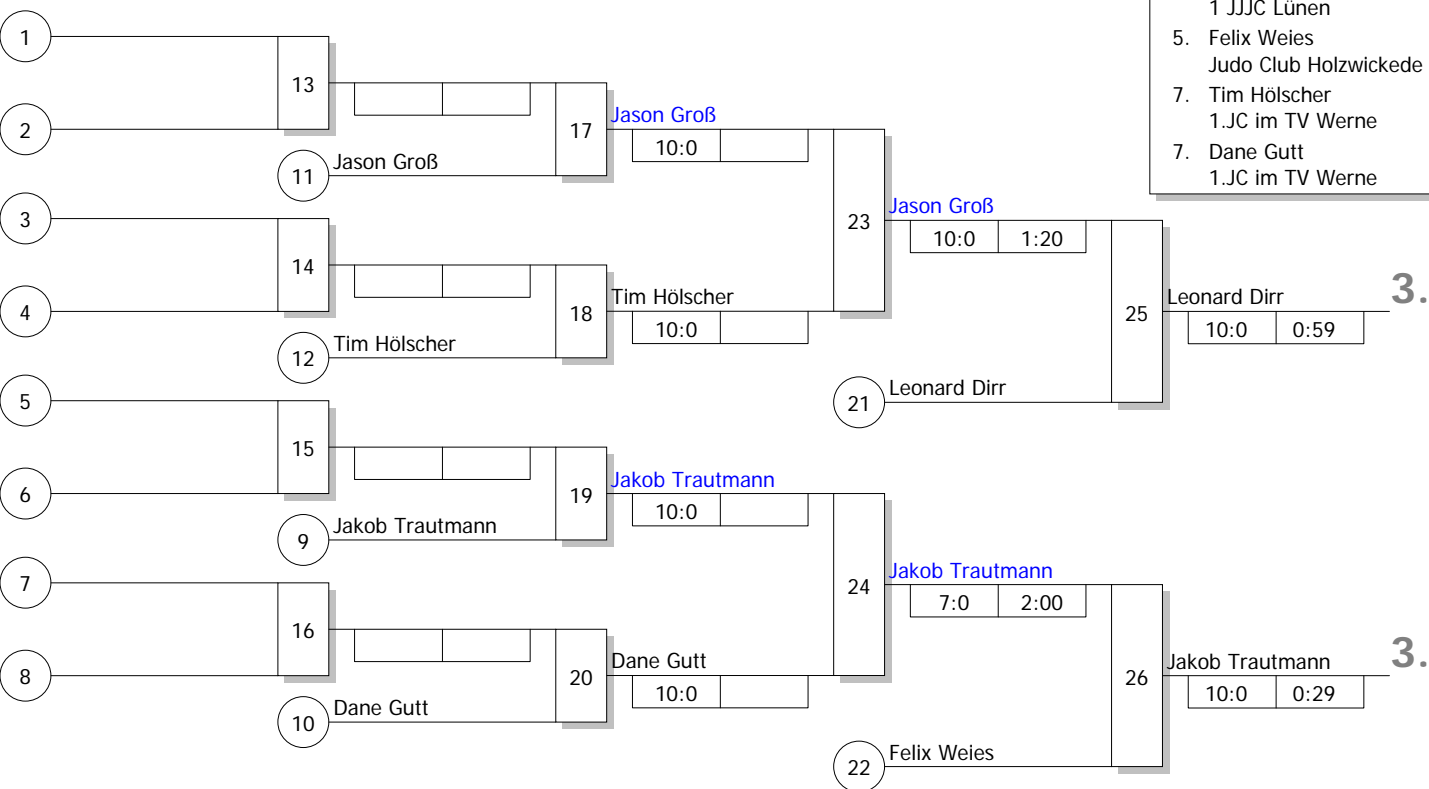 1 JJJC Lünen
5. Felix Weies
Judo Club Holzwickede
7. Tim Hölscher
1.JC im TV Werne
7. Dane Gutt
1.JC im TV Werne
1
13
2
17
Jason Groß
10:0
11
Jason Groß
3
14
4
18
Tim Hölscher
10:0
12
Tim Hölscher
23
Jason Groß
10:0 1:20
25
Leonard Dirr
3.
10:0 0:59
21
Leonard Dirr
5
15
6
19
Jakob Trautmann
10:0
9
Jakob Trautmann
7
16
8
20
Dane Gutt
10:0
10
Dane Gutt
24
Jakob Trautmann
7:0 2:00
26
Jakob Trautmann
3.
10:0 0:29
22
Felix Weies